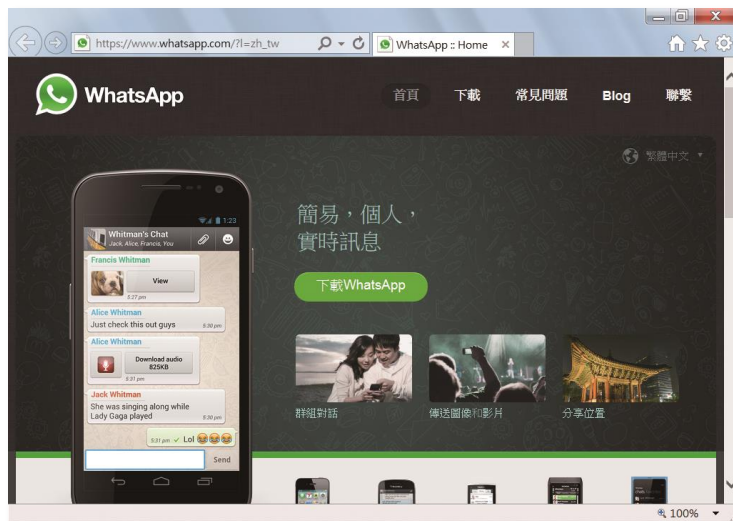 https://www.whatsapp.com/?l=zh_tw
WhatsApp :: Home
WhatsApp
首頁 下載 常見問題 Blog 聯繫
繁體中文
簡易，個人，
實時訊息
下載WhatsApp
1:23
Whitman's Chat
Jack, Alice, Francis, You
Francis Whitman
View
5:27 pm
Alice Whitman
Just check this out guys
5:30 pm
Alice Whitman
Download audio
825KB
5:31 pm
Jack Whitman
She was singing along while
Lady Gaga played
5:30 pm
5:31 pm Lol
Send
群組對話 傳送圖像和影片 分享位置
100%